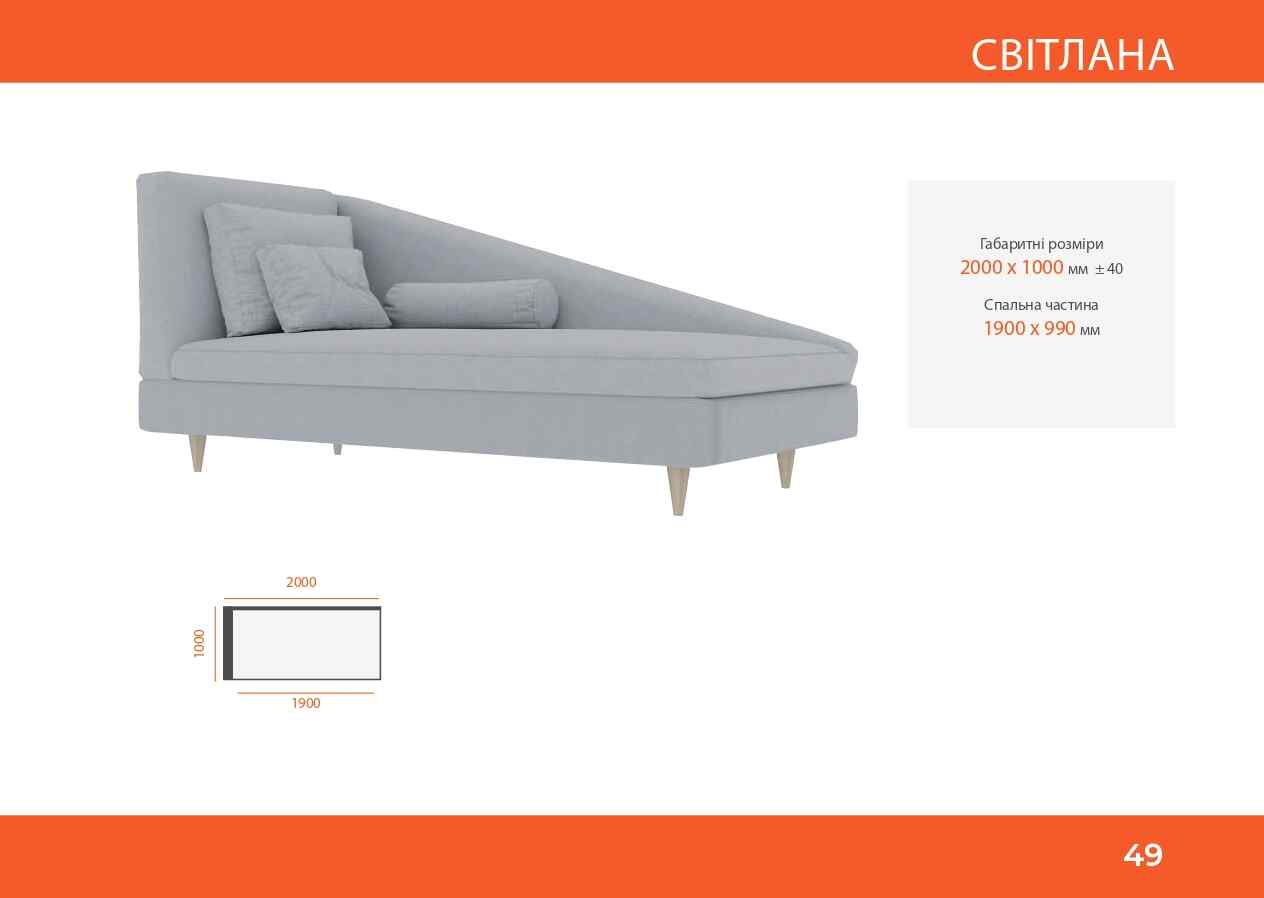 СВІТЛАНА
Габаритні розміри
2000 x 1000 мм ±40
Спальна частина
1900 x 990 мм
2000
1000
1900
49